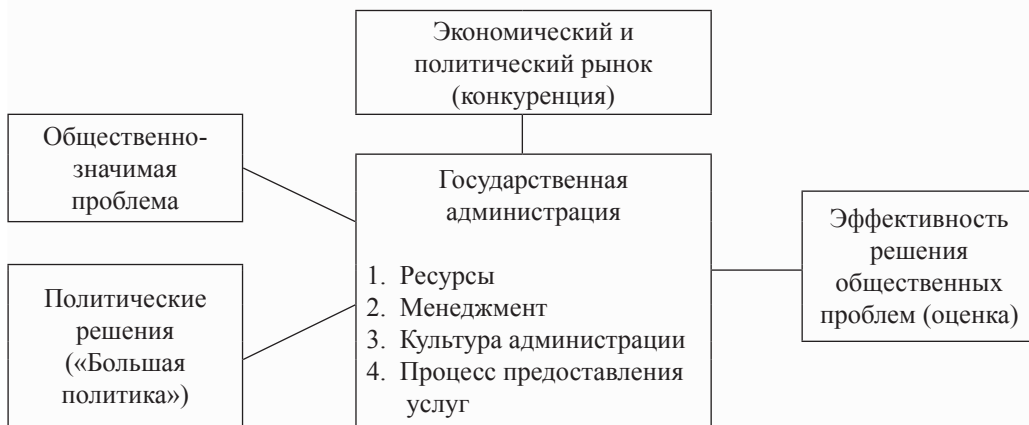 Экономический и
политический рынок
(конкуренция)
Общественно-
значимая
проблема
Политические
решения
(«Большая
политика»)
Государственная
администрация
1. Ресурсы
2. Менеджмент
3. Культура администрации
4. Процесс предоставления
услуг
Эффективность
решения
общественных
проблем (оценка)